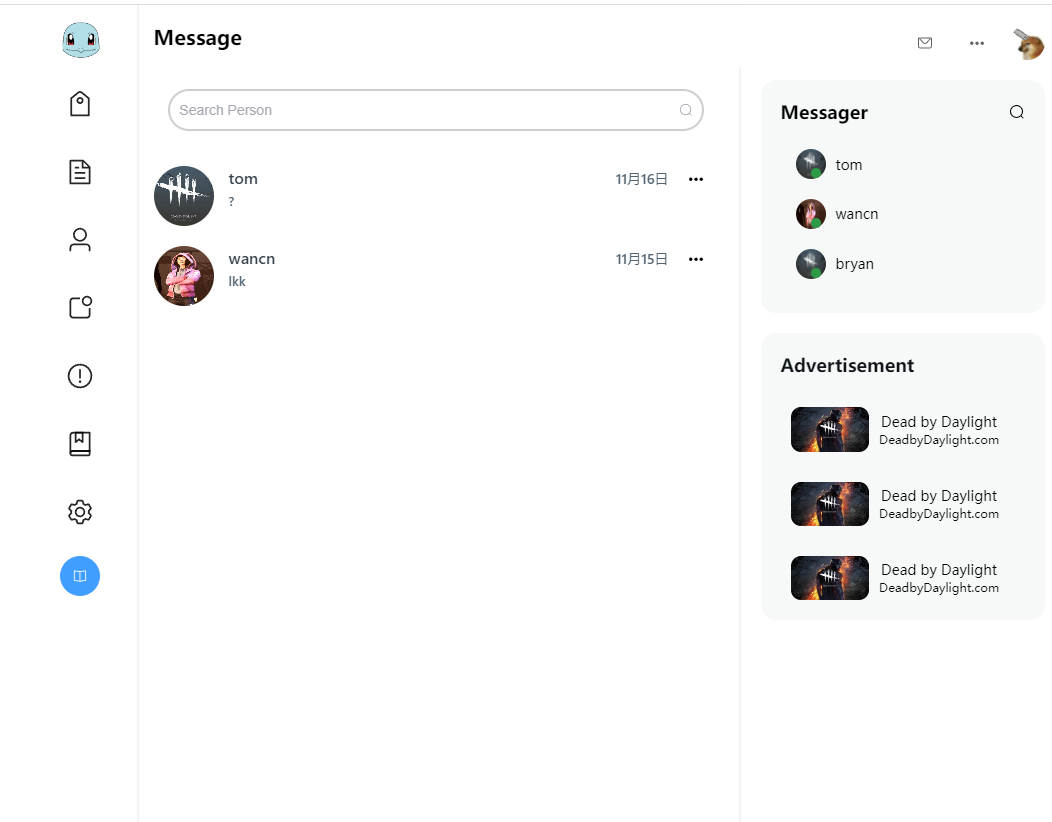 Message
Search Person
tom
11月16日
?
wancn
11月15日
lkk
Messager
tom
wancn
bryan
Advertisement
Dead by Daylight
DeadbyDaylight.com
Dead by Daylight
DeadbyDaylight.com
Dead by Daylight
DeadbyDaylight.com